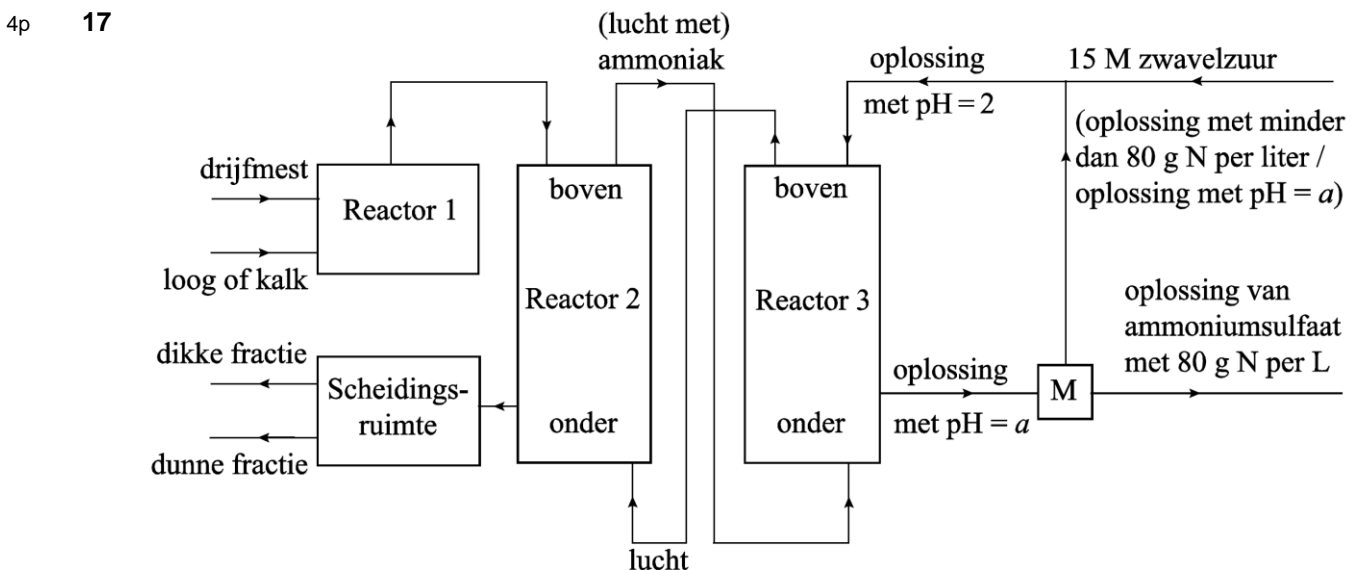 4p 17
(lucht met)
ammoniak
oplossing
met pH = 2
15 M zwavelzuur
(oplossing met minder
dan 80 g N per liter /
oplossing met pH = a)
drijfmest
loog of kalk
Reactor 1
boven
Reactor 2
onder
boven
Reactor 3
onder
dikke fractie
dunne fractie
Scheidings-
ruimte
oplossing
met pH = a
M
oplossing van
ammoniumsulfaat
met 80 g N per L
lucht